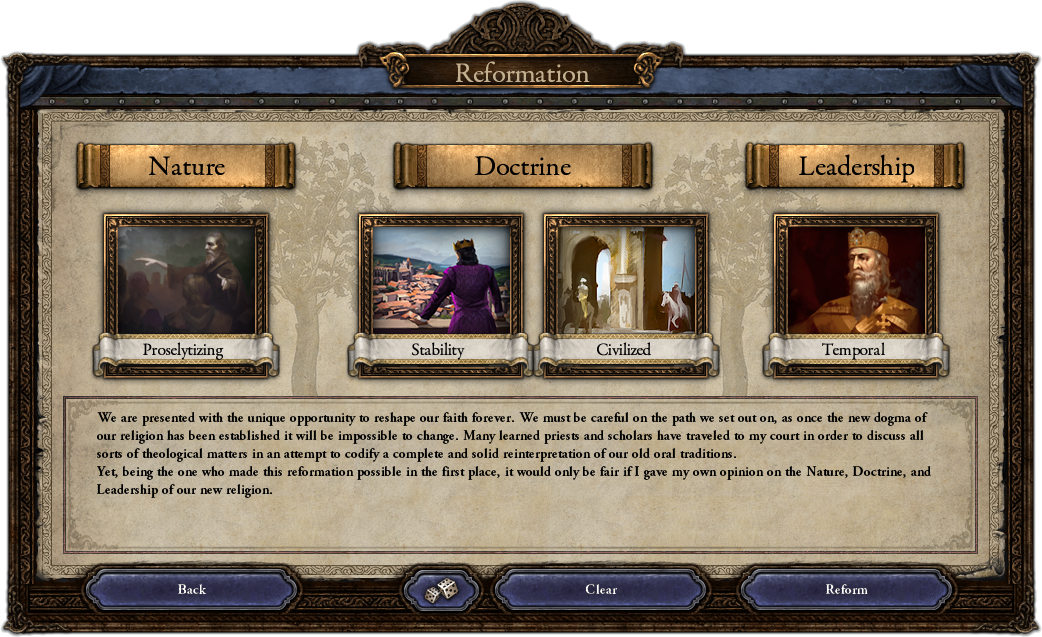 Reformation
Nature
Doctrine
Leadership
Proselytizing
Stability
Civilized
Temporal
We are presented with the unique opportunity to reshape our faith forever. We must be careful on the path we set out on, as once the new dogma of
our religion has been established it will be impossible to change. Many learned priests and scholars have traveled to my court in order to discuss all
sorts of theological matters in an attempt to codify a complete and solid reinterpretation of our old oral traditions.
Yet, being the one who made this reformation possible in the first place, it would only be fair if I gave my own opinion on the Nature, Doctrine, and
Leadership of our new religion.
Back
Clear
Reform